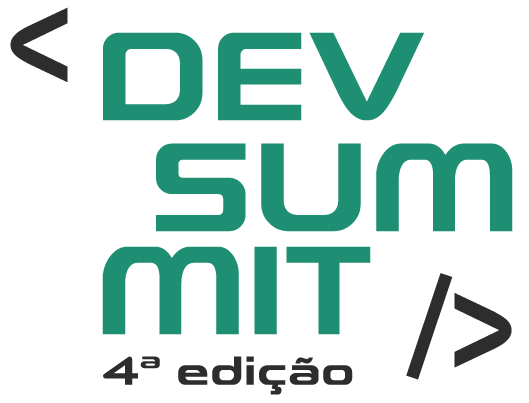 < DEV
SUM
MIT />
4ª edição